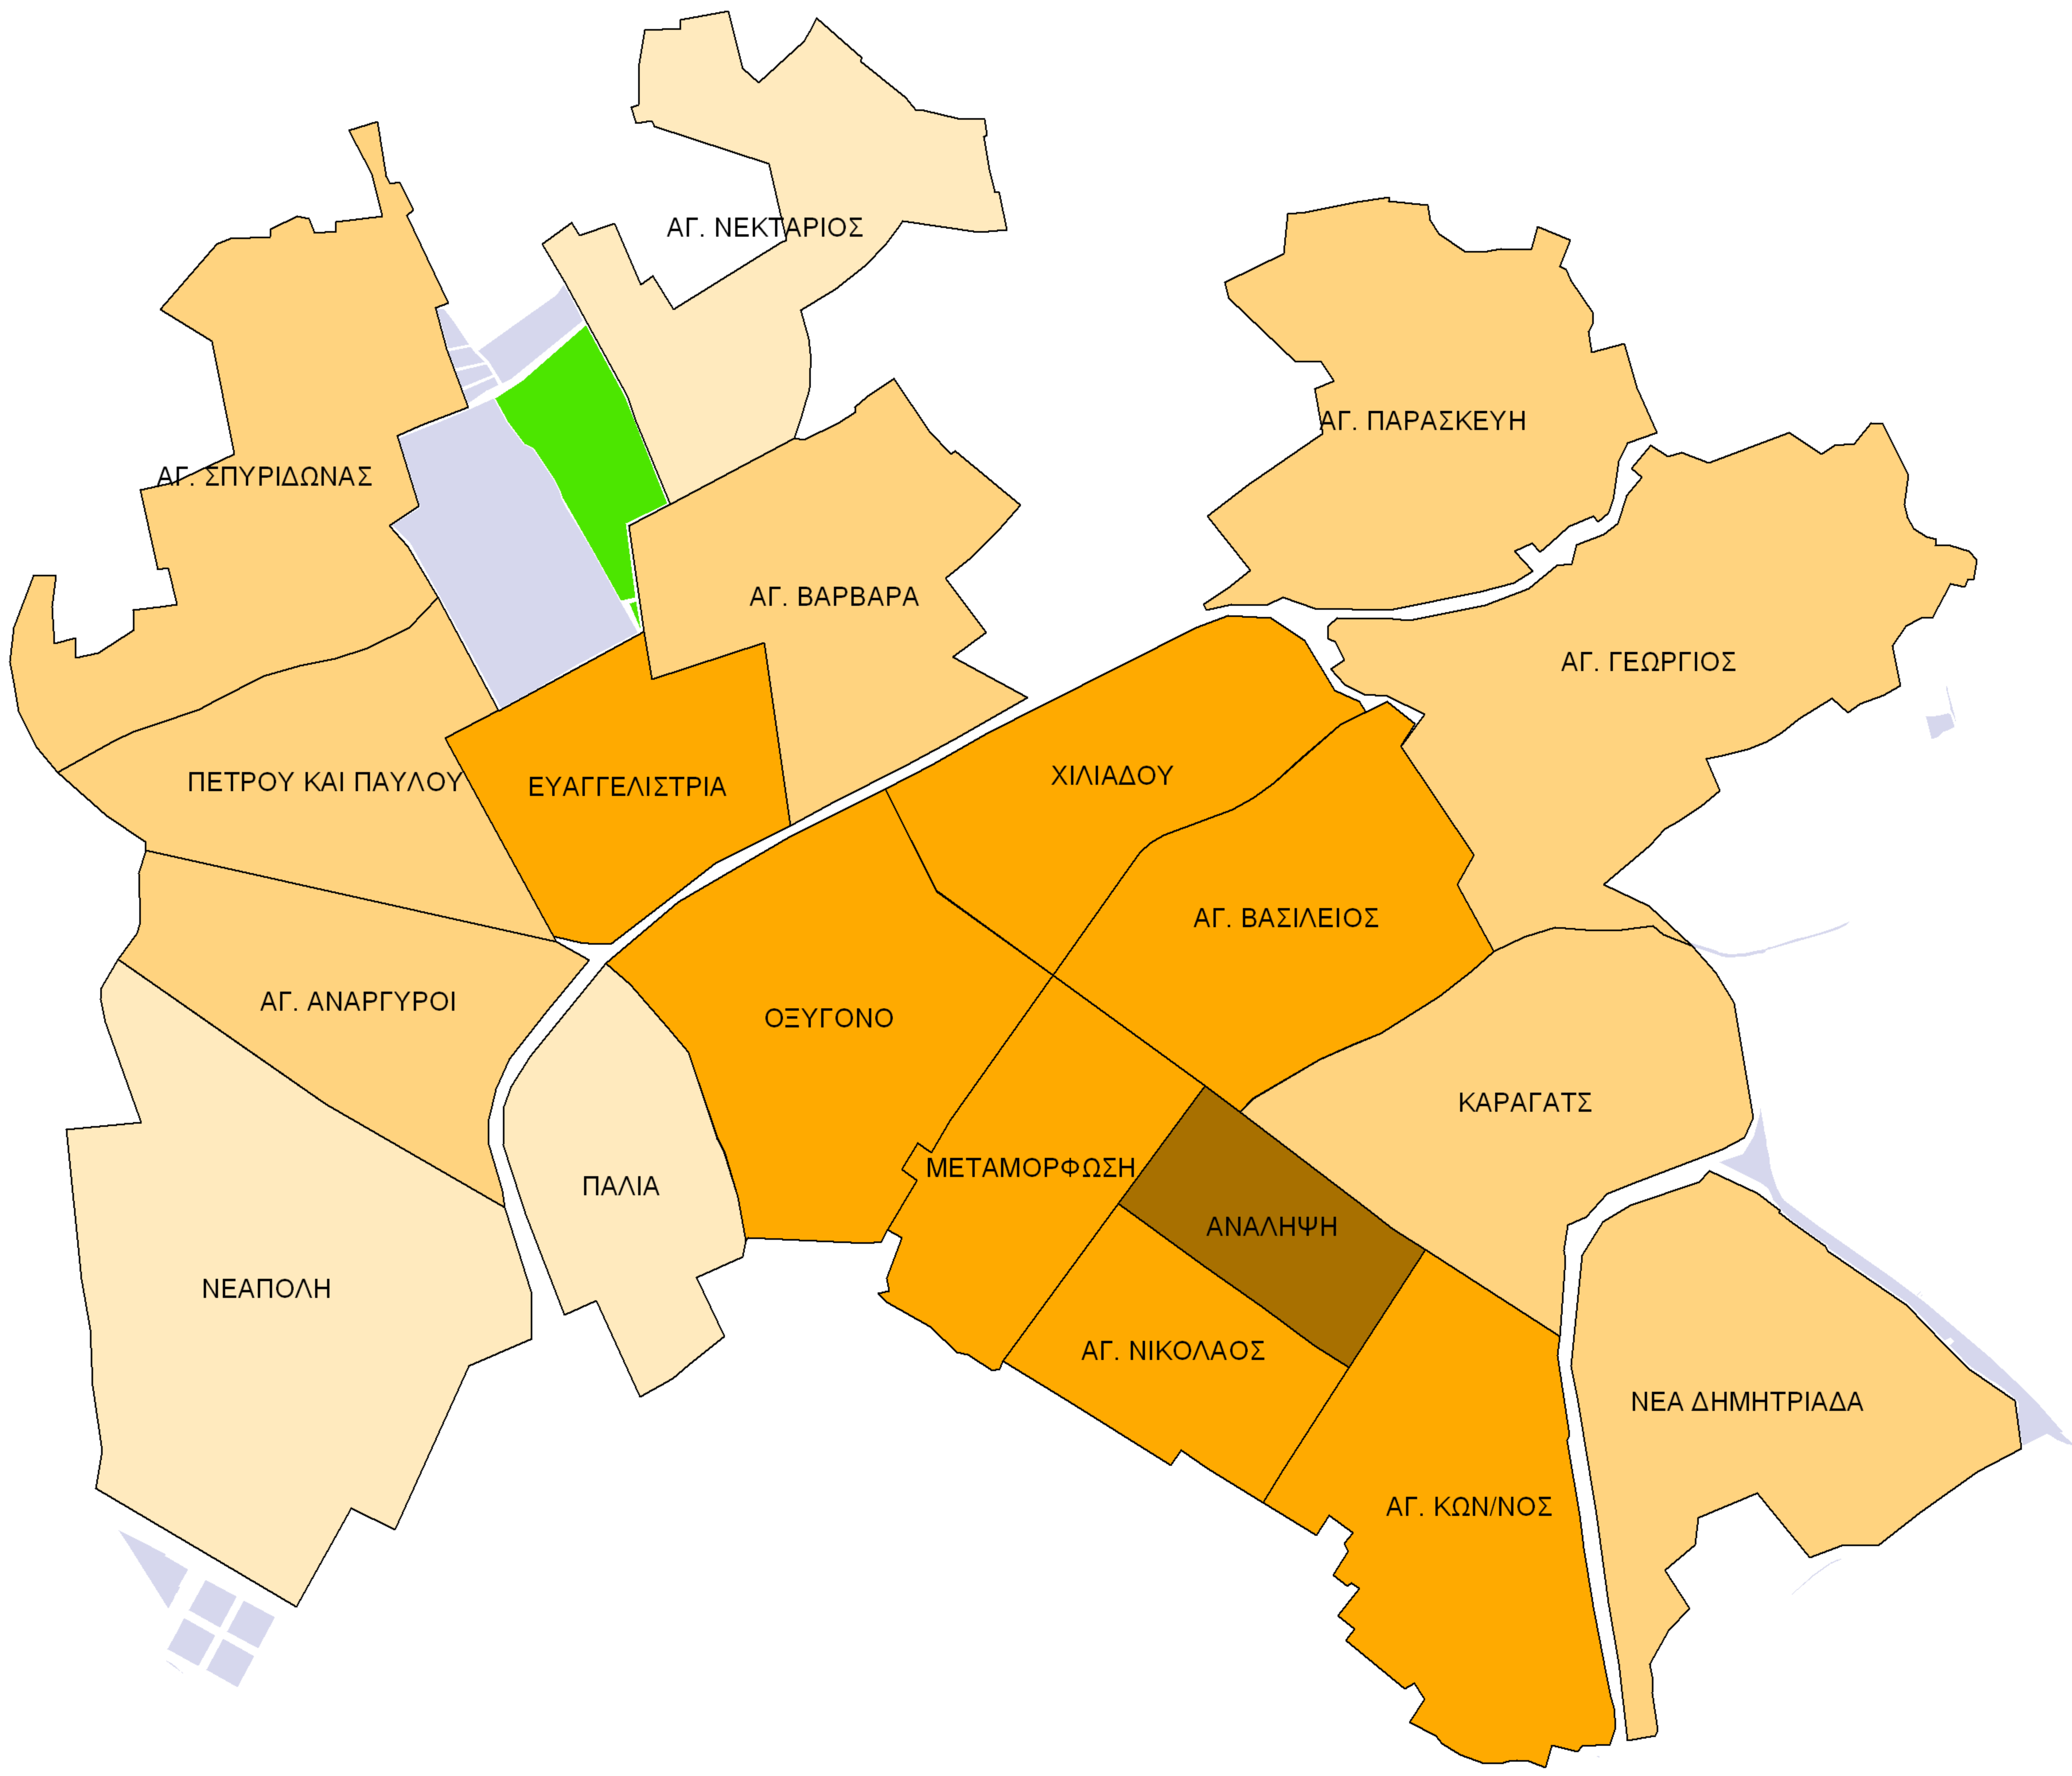 ΑΓ. ΝΕΚΤΑΡΙΟΣ
ΑΓ. ΠΑΡΑΣΚΕΥΗ
ΑΓ. ΣΠΥΡΙΔΩΝΑΣ
ΑΓ. ΒΑΡΒΑΡΑ
ΑΓ. ΓΕΩΡΓΙΟΣ
ΠΕΤΡΟΥ ΚΑΙ ΠΑΥΛΟΥ
ΕΥΑΓΓΕΛΙΣΤΡΙΑ
ΧΙΛΙΑΔΟΥ
ΑΓ. ΒΑΣΙΛΕΙΟΣ
ΑΓ. ΑΝΑΡΓΥΡΟΙ
ΟΞΥΓΟΝΟ
ΚΑΡΑΓΑΤΣ
ΜΕΤΑΜΟΡΦΩΣΗ
ΠΑΛΙΑ
ΑΝΑΛΗΨΗ
ΝΕΑΠΟΛΗ
ΑΓ. ΝΙΚΟΛΑΟΣ
ΝΕΑ ΔΗΜΗΤΡΙΑΔΑ
ΑΓ. ΚΩΝ/ΝΟΣ